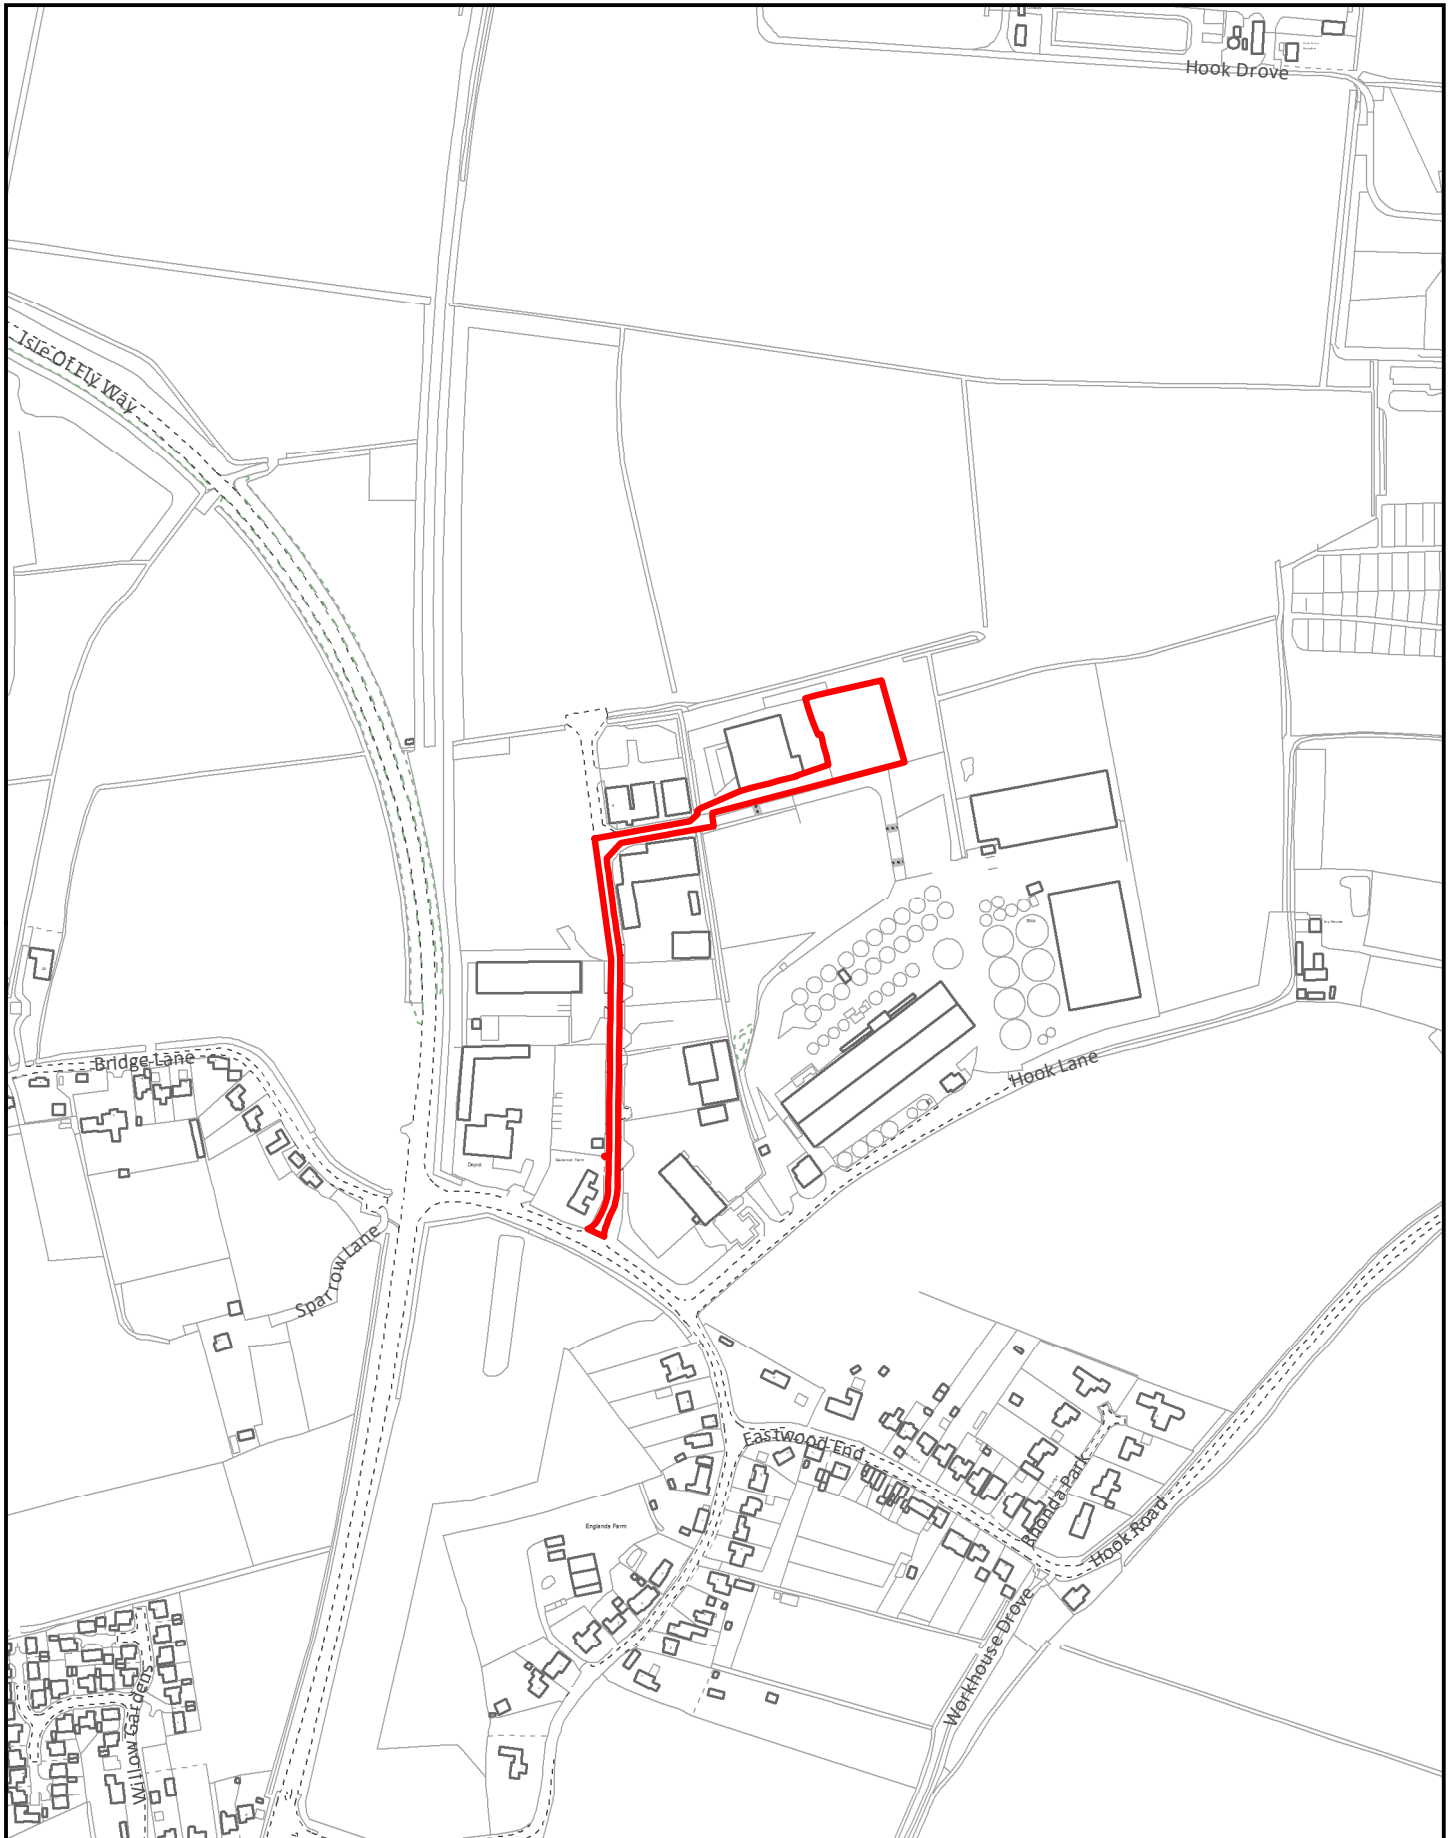 Hook Drove
Isle Of Ely Way
Bridge Lane
Hook Lane
Depot
Sparrow Lane
Eastwood End
Englands Farm
Rhonda Park
Hook Road
Workhouse Drove
Willow Gardens